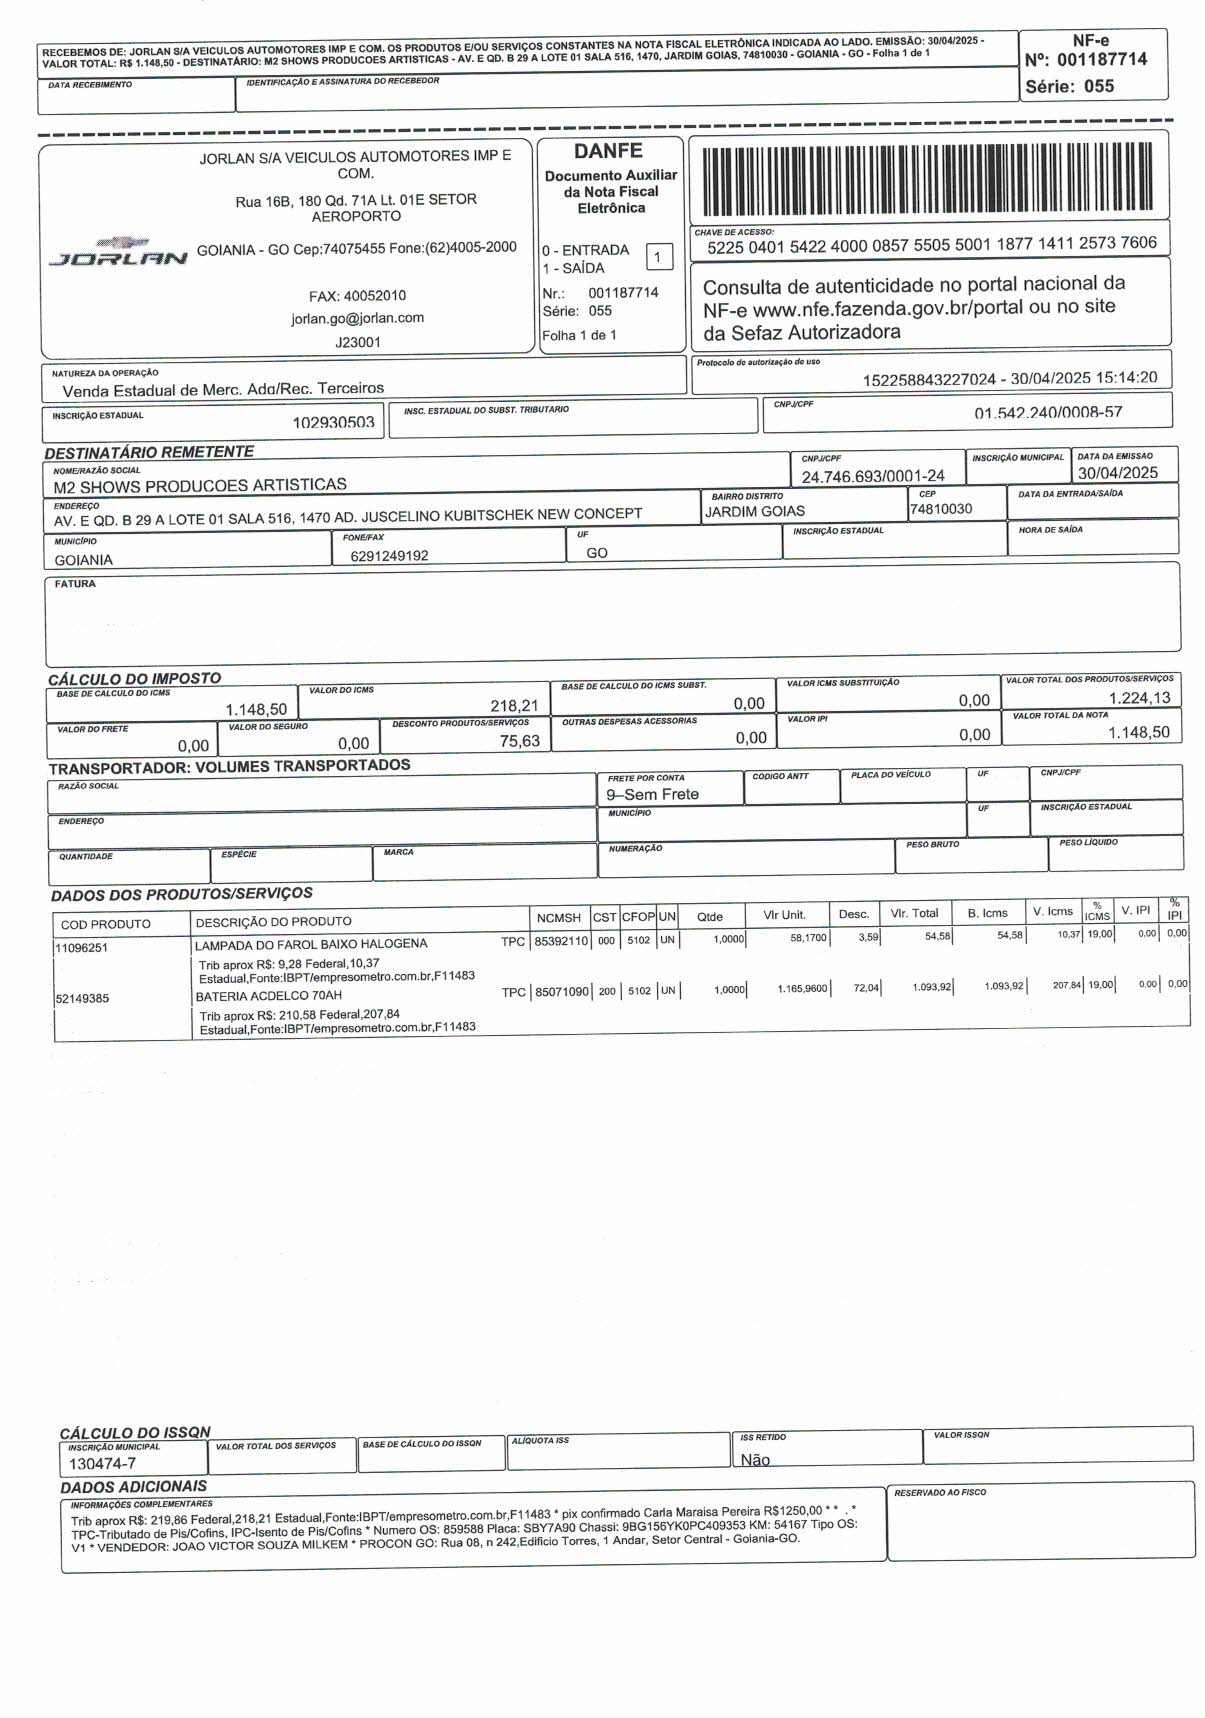 RECEBEMOS DE: JORLAN S/A VEICULOS AUTOMOTORES IMP E COM. OS PRODUTOS E/OU SERVIÇOS CONSTANTES NA NOTA FISCAL ELETRÔNICA INDICADA AO LADO. EMISSÃO: 30/04/2025 -
VALOR TOTAL: R$ 1.148,50 - DESTINATÁRIO: M2 SHOWS PRODUCOES ARTISTICAS - AV. E QD. B 29 A LOTE 01 SALA 516, 1470, JARDIM GOIAS, 74810030 - GOIANIA - GO - Folha 1 de 1
DATA RECEBIMENTO
IDENTIFICAÇÃO E ASSINATURA DO RECEBEDOR
NF-e
Nº: 001187714
Série: 055
JORLAN
JORLAN S/A VEICULOS AUTOMOTORES IMP E
COM.
Rua 16B, 180 Qd. 71A Lt. 01E SETOR
AEROPORTO
GOIANIA - GO Cep:74075455 Fone:(62)4005-2000
FAX: 40052010
jorlan.go@jorlan.com
J23001
DANFE
Documento Auxiliar
da Nota Fiscal
Eletrônica
0 - ENTRADA
1 - SAÍDA
1
Nr.: 001187714
Série: 055
Folha 1 de 1
CHAVE DE ACESSO:
5225 0401 5422 4000 0857 5505 5001 1877 1411 2573 7606
Consulta de autenticidade no portal nacional da
NF-e www.nfe.fazenda.gov.br/portal ou no site
da Sefaz Autorizadora
NATUREZA DA OPERAÇÃO
Venda Estadual de Merc. Adq/Rec. Terceiros
Protocolo de autorização de uso
152258843227024 - 30/04/2025 15:14:20
INSCRIÇÃO ESTADUAL
102930503
INSC. ESTADUAL DO SUBST. TRIBUTARIO
CNPJ/CPF
01.542.240/0008-57
DESTINATÁRIO REMETENTE
NOME/RAZÃO SOCIAL
M2 SHOWS PRODUCOES ARTISTICAS
CNPJ/CPF
24.746.693/0001-24
INSCRIÇÃO MUNICIPAL
DATA DA EMISSAO
30/04/2025
ENDEREÇO
AV. E QD. B 29 A LOTE 01 SALA 516, 1470 AD. JUSCELINO KUBITSCHEK NEW CONCEPT
BAIRRO DISTRITO
JARDIM GOIAS
CEP
74810030
DATA DA ENTRADA/SAÍDA
MUNICÍPIO
GOIANIA
FONE/FAX
6291249192
UF
GO
INSCRIÇÃO ESTADUAL
HORA DE SAÍDA
FATURA
CÁLCULO DO IMPOSTO
BASE DE CALCULO DO ICMS
1.148,50
VALOR DO ICMS
218,21
BASE DE CALCULO DO ICMS SUBST.
0,00
VALOR ICMS SUBSTITUIÇÃO
0,00
VALOR TOTAL DOS PRODUTOS/SERVIÇOS
1.224,13
VALOR DO FRETE
0,00
VALOR DO SEGURO
0,00
DESCONTO PRODUTOS/SERVIÇOS
75,63
OUTRAS DESPESAS ACESSORIAS
0,00
VALOR IPI
0,00
VALOR TOTAL DA NOTA
1.148,50
TRANSPORTADOR: VOLUMES TRANSPORTADOS
RAZÃO SOCIAL
FRETE POR CONTA
9–Sem Frete
CODIGO ANTT
PLACA DO VEÍCULO
UF
CNPJ/CPF
ENDEREÇO
MUNICÍPIO
UF
INSCRIÇÃO ESTADUAL
QUANTIDADE
ESPÉCIE
MARCA
NUMERAÇÃO
PESO BRUTO
PESO LÍQUIDO
DADOS DOS PRODUTOS/SERVIÇOS
COD PRODUTO DESCRIÇÃO DO PRODUTO NCMSH CST CFOP UN Qtde Vlr Unit. Desc. Vlr. Total B. Icms V. Icms % ICMS V. IPI % IPI
11096251 LAMPADA DO FAROL BAIXO HALOGENA TPC 85392110 000 5102 UN 1,0000 58,1700 3,59 54,58 54,58 10,37 19,00 0,00 0,00
Trib aprox R$: 9,28 Federal,10,37
Estadual,Fonte:IBPT/empresometro.com.br,F11483
52149385 BATERIA ACDELCO 70AH TPC 85071090 200 5102 UN 1,0000 1.165,9600 72,04 1.093,92 1.093,92 207,84 19,00 0,00 0,00
Trib aprox R$: 210,58 Federal,207,84
Estadual,Fonte:IBPT/empresometro.com.br,F11483
CÁLCULO DO ISSQN
INSCRIÇÃO MUNICIPAL
130474-7
VALOR TOTAL DOS SERVIÇOS
BASE DE CÁLCULO DO ISSQN
ALÍQUOTA ISS
ISS RETIDO
Não
VALOR ISSQN
DADOS ADICIONAIS
INFORMAÇÕES COMPLEMENTARES
Trib aprox R$: 219,86 Federal,218,21 Estadual,Fonte:IBPT/empresometro.com.br,F11483 * pix confirmado Carla Maraisa Pereira R$1250,00 * * . *
TPC-Tributado de Pis/Cofins, IPC-Isento de Pis/Cofins * Numero OS: 859588 Placa: SBY7A90 Chassi: 9BG156YK0PC409353 KM: 54167 Tipo OS:
V1 * VENDEDOR: JOAO VICTOR SOUZA MILKEM * PROCON GO: Rua 08, n 242,Edificio Torres, 1 Andar, Setor Central - Goiania-GO.
RESERVADO AO FISCO